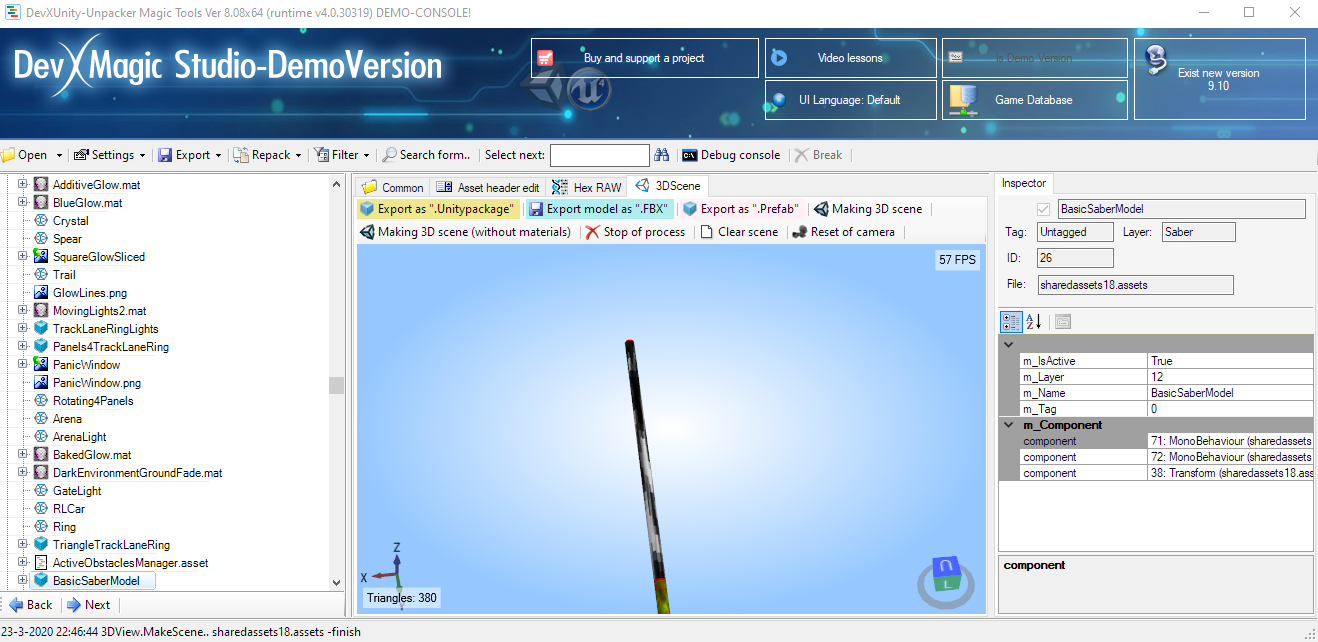 DevXUnity-Unpacker Magic Tools Ver 8.08x64 (runtime v4.0.30319) DEMO-CONSOLE!
DevXMagic Studio-DemoVersion
Buy and support a project
Video lessons
Is Demo Version
Exist new version
9.10
UI Language: Default
Game Database
Open Settings Export Repack Filter Search form.. Select next: Debug console Break
AdditiveGlow.mat
BlueGlow.mat
Crystal
Spear
SquareGlowSliced
Trail
GlowLines.png
MovingLights2.mat
TrackLaneRingLights
Panels4TrackLaneRing
PanicWindow
PanicWindow.png
Rotating4Panels
Arena
ArenaLight
BakedGlow.mat
DarkEnvironmentGroundFade.mat
GateLight
RLCar
Ring
TriangleTrackLaneRing
ActiveObstaclesManager.asset
BasicSaberModel
Back Next
Common Asset header edit Hex RAW 3DScene
Export as ".Unitypackage" Export model as ".FBX" Export as ".Prefab" Making 3D scene
Making 3D scene (without materials) Stop of process Clear scene Reset of camera
57 FPS
Z
X
Triangles: 380
Inspector
BasicSaberModel
Tag: Untagged Layer: Saber
ID: 26
File: sharedassets18.assets
m_IsActive True
m_Layer 12
m_Name BasicSaberModel
m_Tag 0
m_Component
component 71: MonoBehaviour (sharedassets
component 72: MonoBehaviour (sharedassets
component 38: Transform (sharedassets18.ass
component
23-3-2020 22:46:44 3DView.MakeScene.. sharedassets18.assets -finish